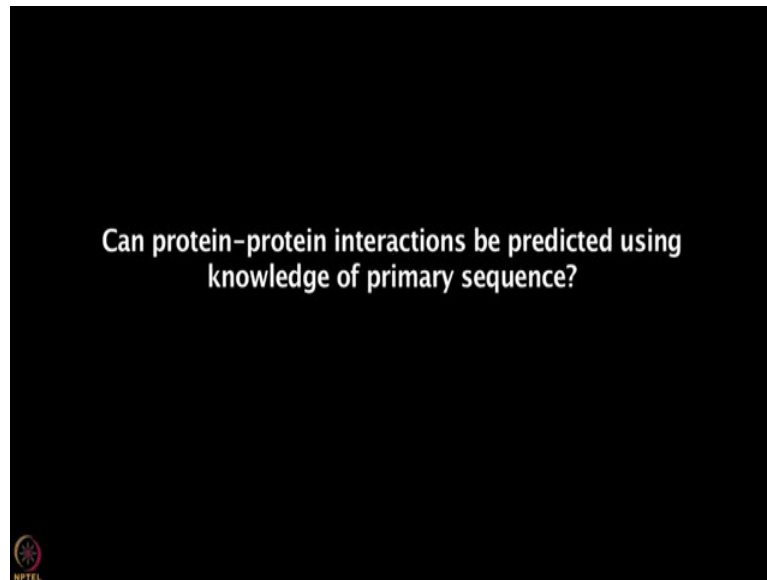 Can protein-protein interactions be predicted using
knowledge of primary sequence?
NPTEL